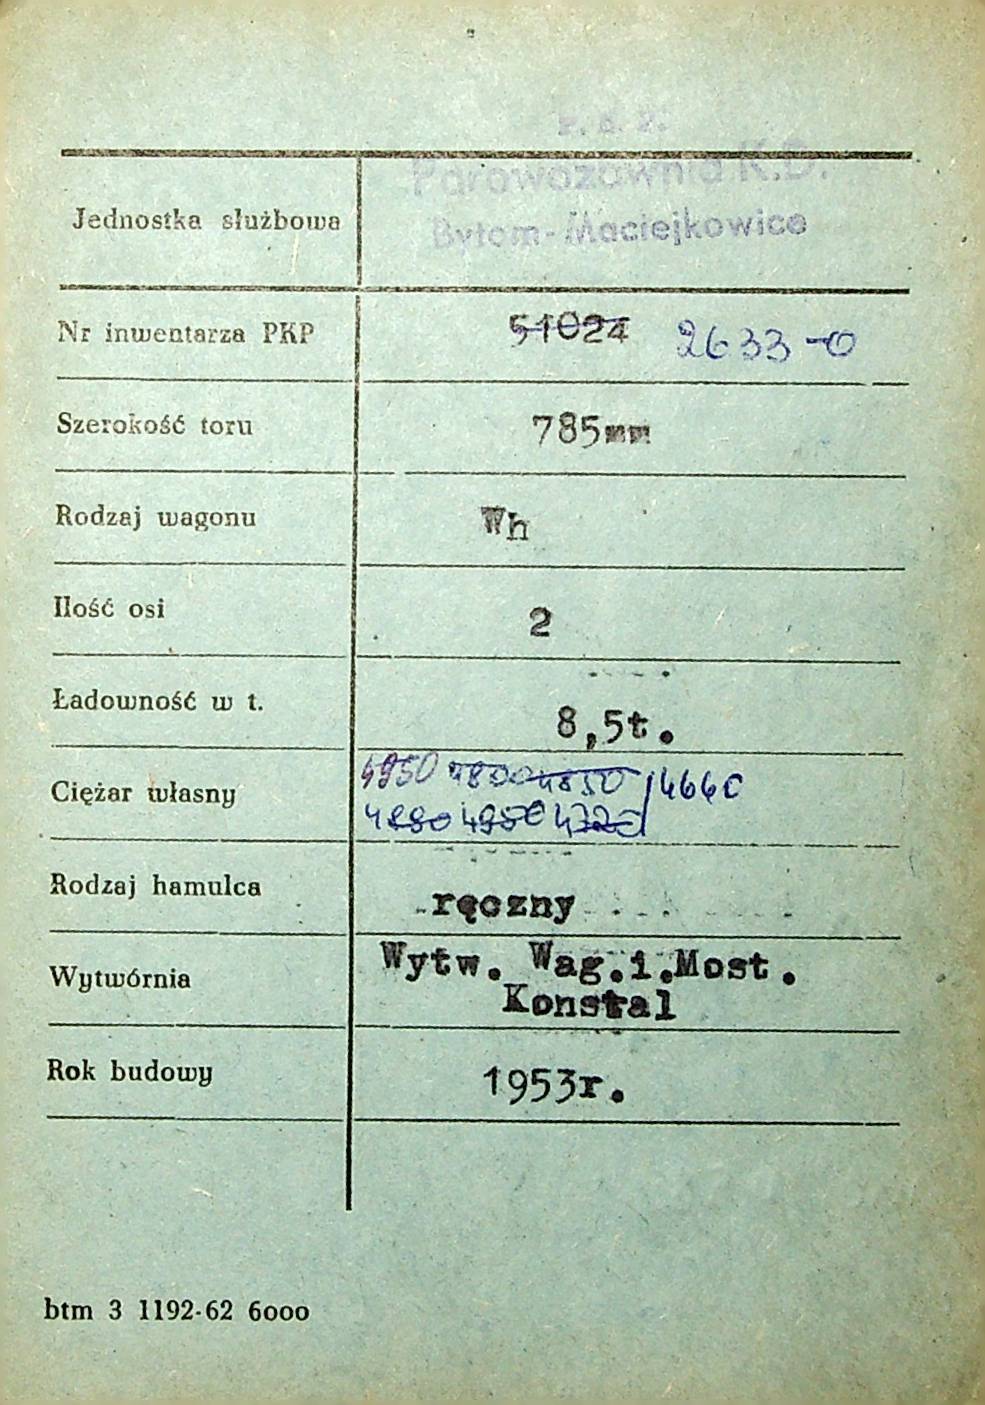 P. K. P.
Parowozownia K.D.
Jednostka służbowa
Bytom-Maciejkowice
Nr inwentarza PKP 51024 2633-0
Szerokość toru 785mm
Rodzaj wagonu Wh
Ilość osi 2
Ładowność w t. 8,5t.
4950 4800 4850 4660
Ciężar własny
4880 4950 4720
Rodzaj hamulca ręczny
Wytw. Wag.i.Most.
Wytwórnia
Konstal
Rok budowy 1953r.
btm 3 1192-62 6000